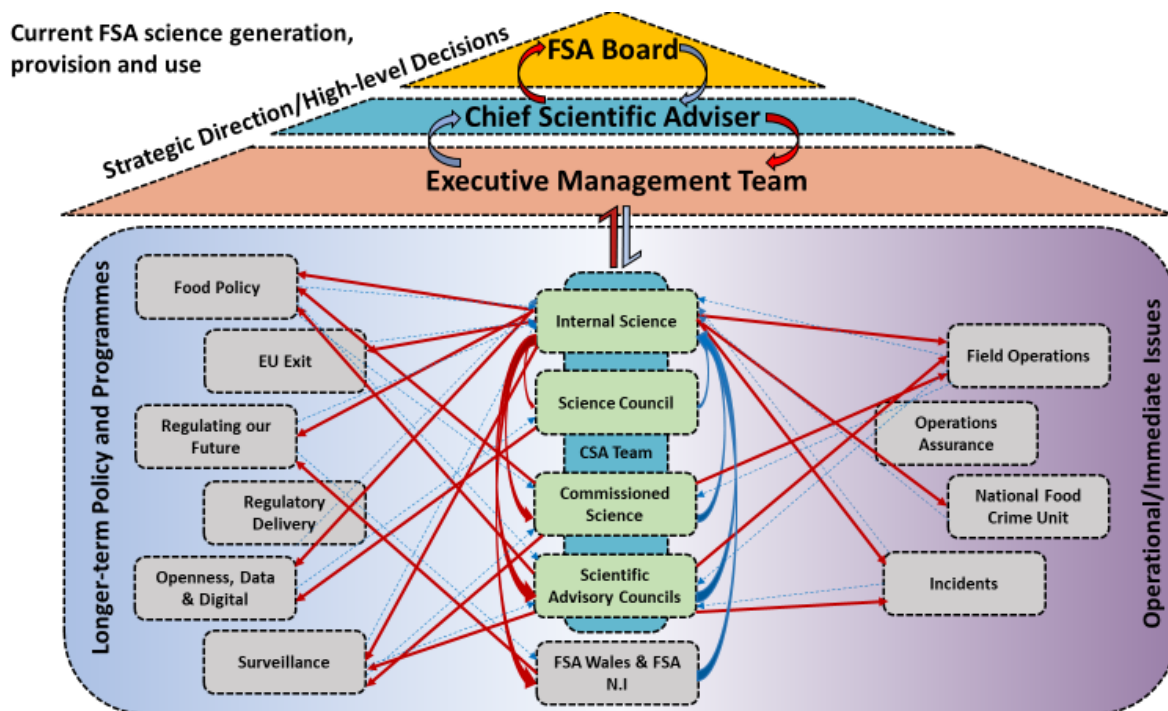 Current FSA science generation,
provision and use
Strategic Direction/High-level Decisions
FSA Board
Chief Scientific Adviser
Executive Management Team
Longer-term Policy and Programmes
Food Policy
EU Exit
Regulating our
Future
Regulatory
Delivery
Openness, Data
& Digital
Surveillance
Internal Science
Science Council
CSA Team
Commissioned
Science
Scientific
Advisory Councils
FSA Wales & FSA
N.I
Field Operations
Operations
Assurance
National Food
Crime Unit
Incidents
Operational/Immediate Issues